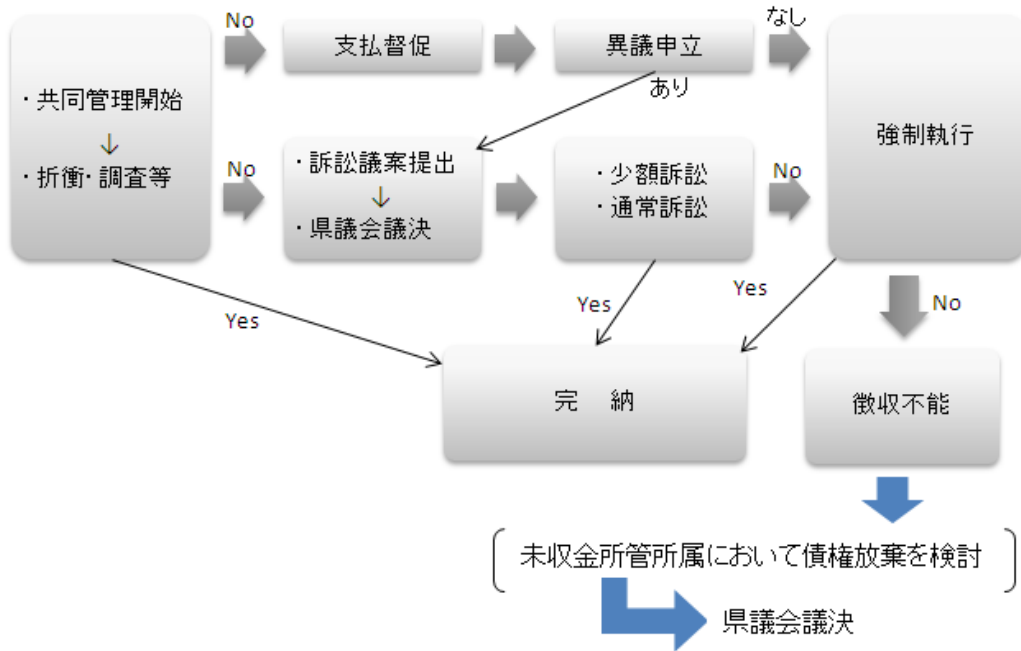 No
支払督促
異議申立
なし
あり
・共同管理開始
↓
・折衝・調査等
No
・訴訟議案提出
↓
・県議会議決
・少額訴訟
・通常訴訟
No
強制執行
Yes
Yes
Yes
No
完 納
徴収不能
未収金所管所属において債権放棄を検討
県議会議決